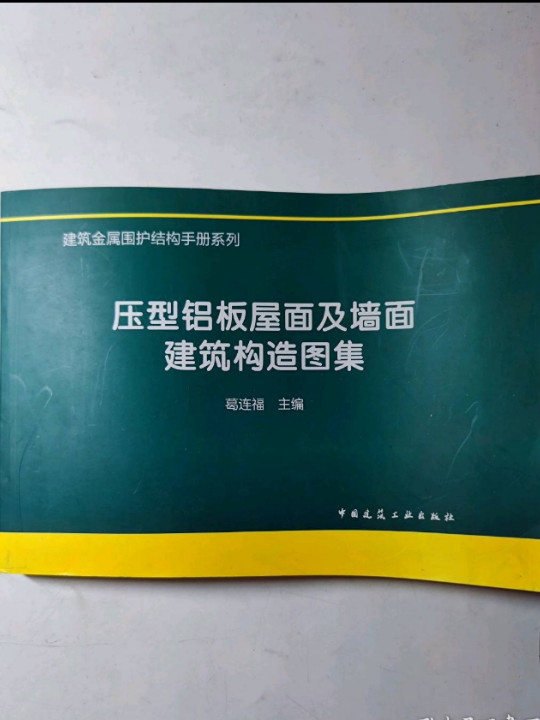 建筑金属围护结构手册系列
压型铝板屋面及墙面
建筑构造图集
葛连福 主编
中国建筑工业出版社